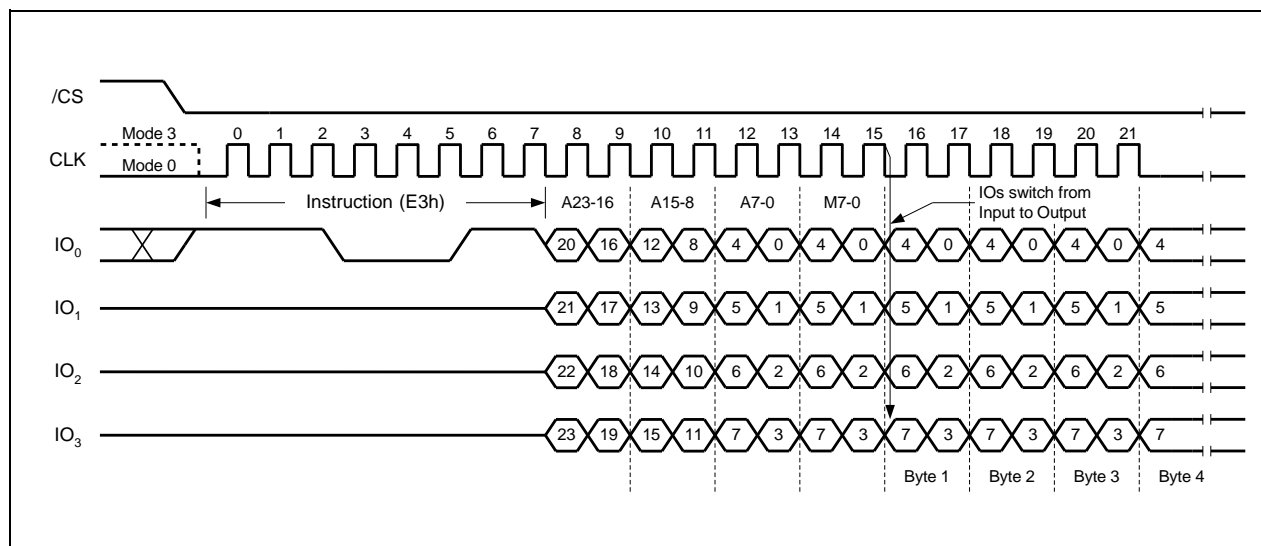 /CS
Mode 3
0 1 2 3 4 5 6 7 8 9 10 11 12 13 14 15 16 17 18 19 20 21
CLK
Mode 0
Instruction (E3h)
A23-16 A15-8 A7-0 M7-0
IOs switch from
Input to Output
IO0 20 16 12 8 4 0 4 0 4 0 4 0 4 0 4
IO1 21 17 13 9 5 1 5 1 5 1 5 1 5 1 5
IO2 22 18 14 10 6 2 6 2 6 2 6 2 6 2 6
IO3 23 19 15 11 7 3 7 3 7 3 7 3 7 3 7
Byte 1 Byte 2 Byte 3 Byte 4